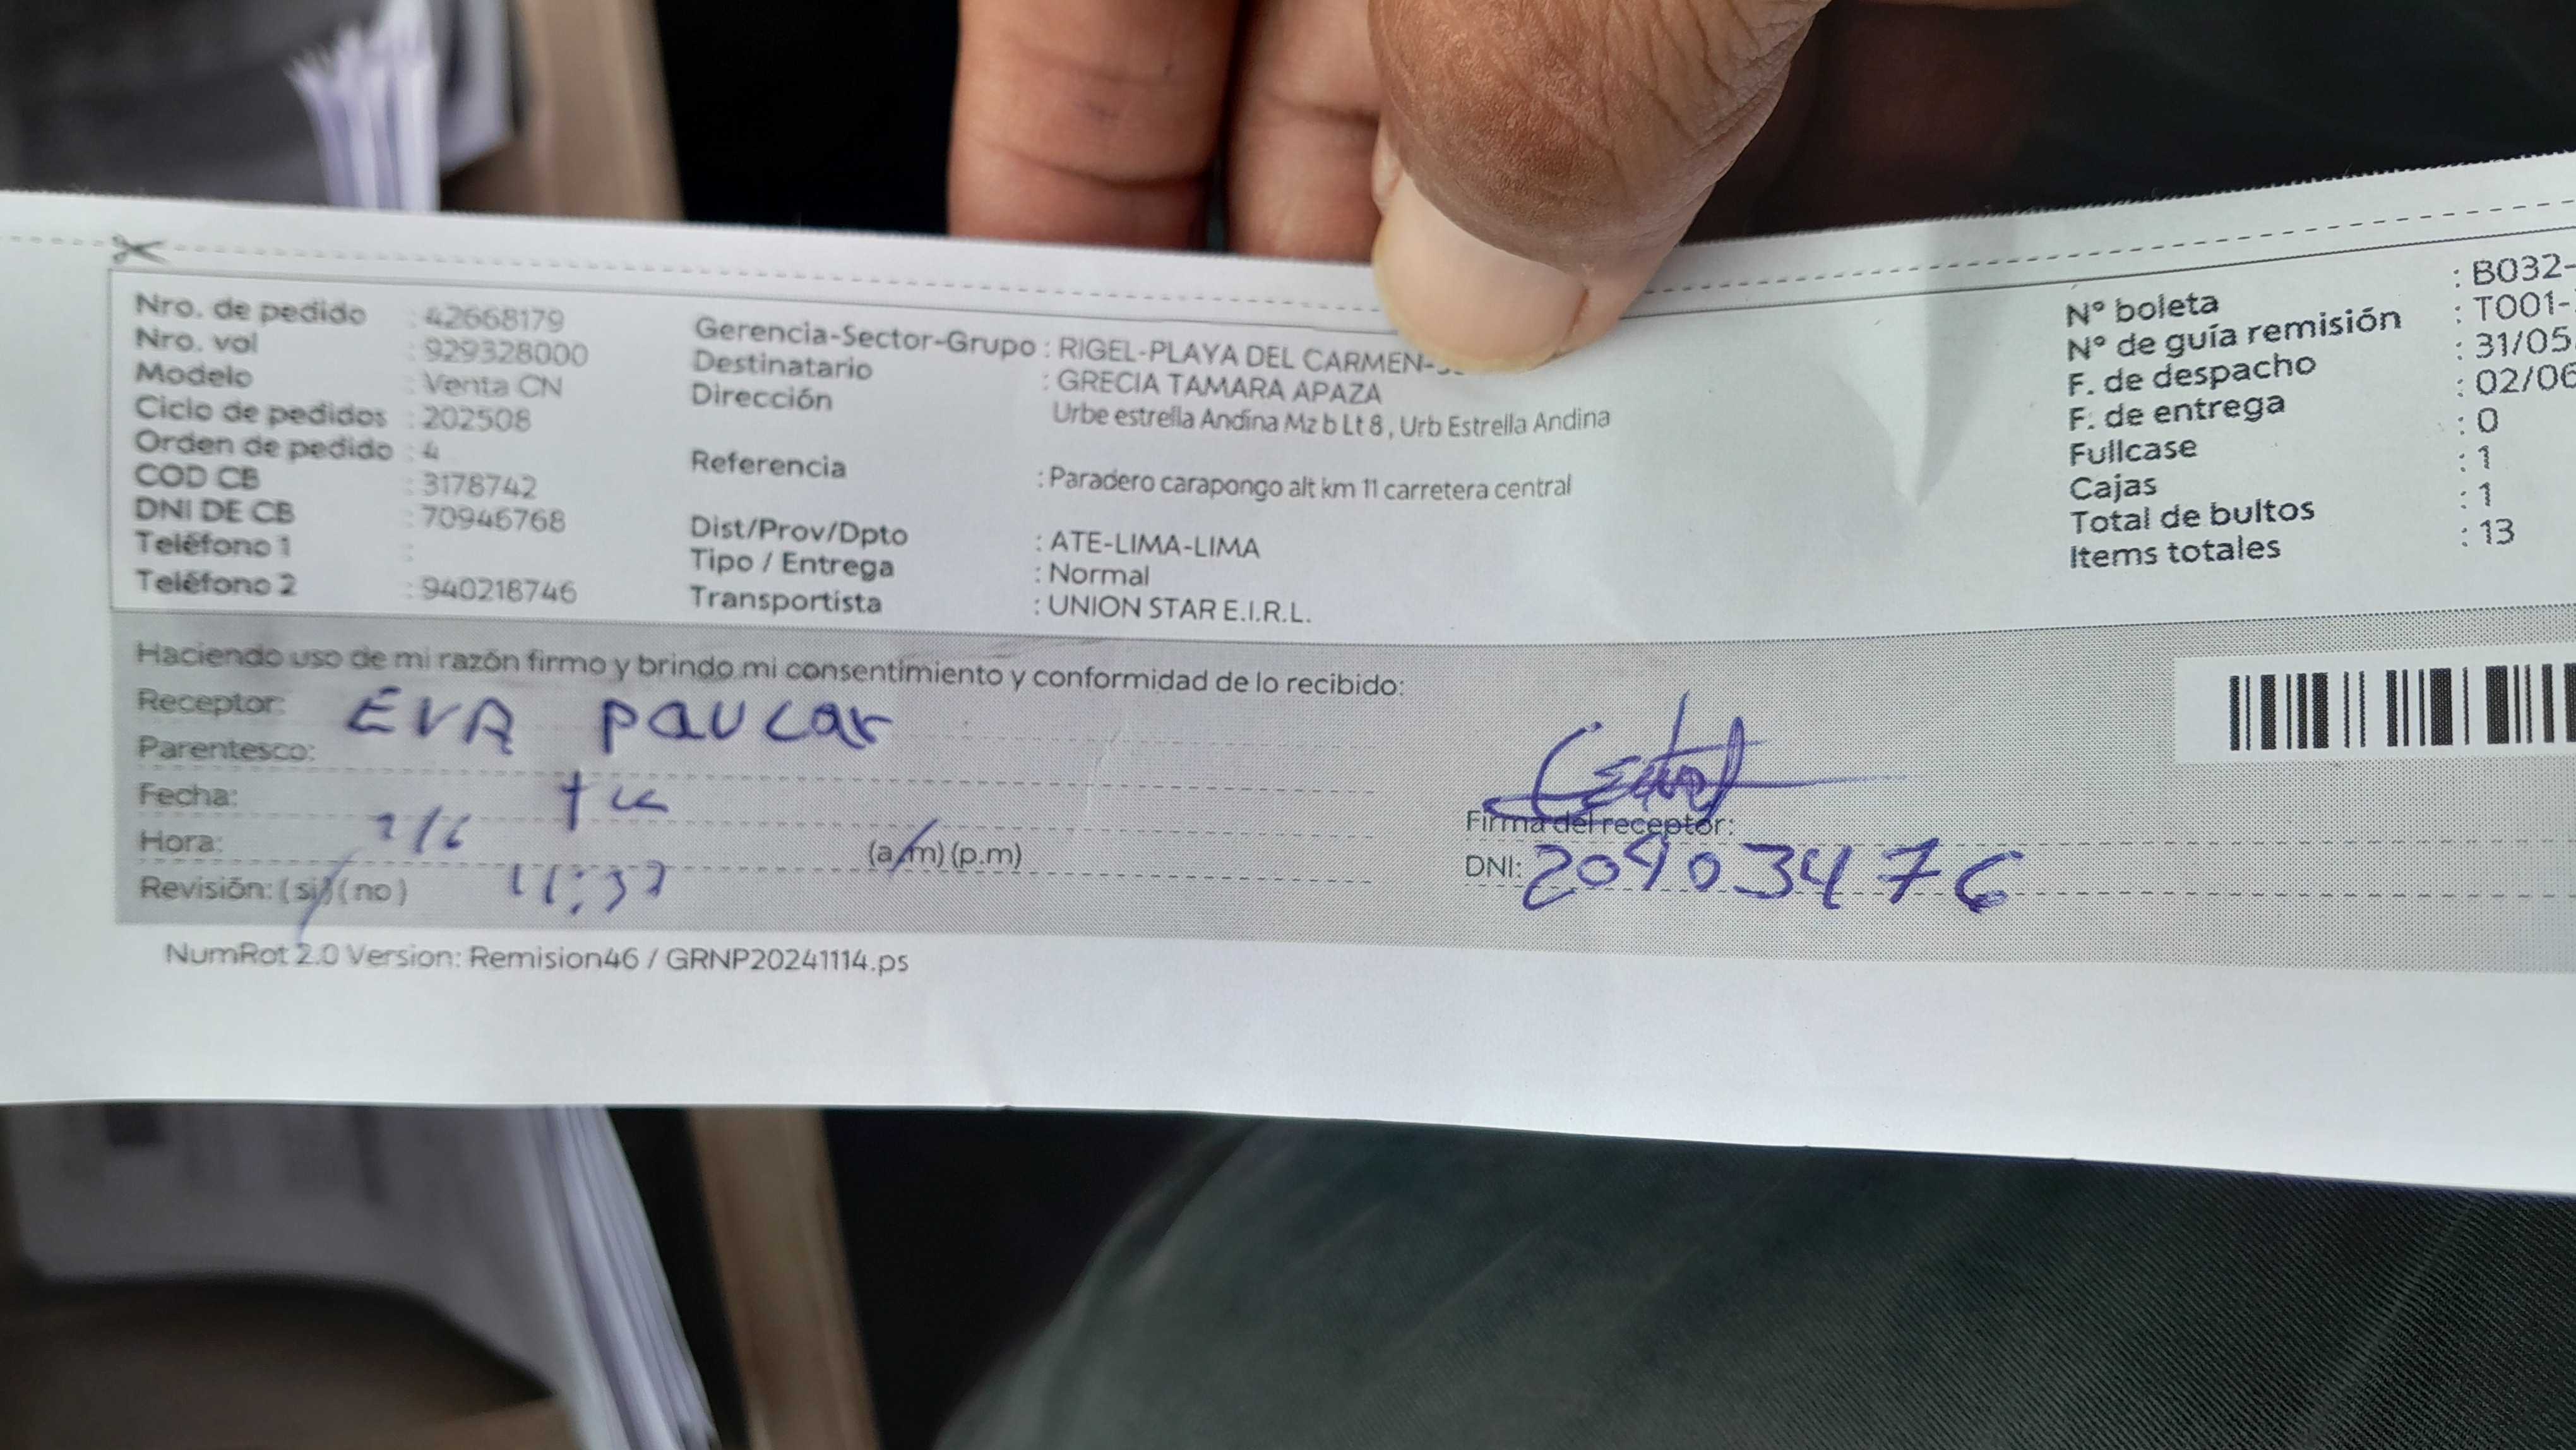 Nro. de pedido : 42668179
Nro. vol : 929328000
Modelo : Venta CN
Ciclo de pedidos : 202508
Orden de pedido : 4
COD CB : 3178742
DNI DE CB : 70946768
Teléfono 1 :
Teléfono 2 : 940218746
Gerencia-Sector-Grupo : RIGEL-PLAYA DEL CARMEN-
Destinatario : GRECIA TAMARA APAZA
Dirección Urbe estrella Andina Mz b Lt 8 , Urb Estrella Andina
Referencia : Paradero carapongo alt km 11 carretera central
Dist/Prov/Dpto : ATE-LIMA-LIMA
Tipo / Entrega : Normal
Transportista : UNION STAR E.I.R.L.
N° boleta : B032-
N° de guía remisión : T001-
F. de despacho : 31/05
F. de entrega : 02/06
Fullcase : 0
Cajas : 1
Total de bultos : 1
Items totales : 13
Haciendo uso de mi razón firmo y brindo mi consentimiento y conformidad de lo recibido:
Receptor: EVA paucar
Parentesco:
Fecha:
Hora: (a.m) (p.m)
Revisión: (si) (no)
Firma del receptor:
DNI: 20903476
NumRot 2.0 Version: Remision46 / GRNP20241114.ps